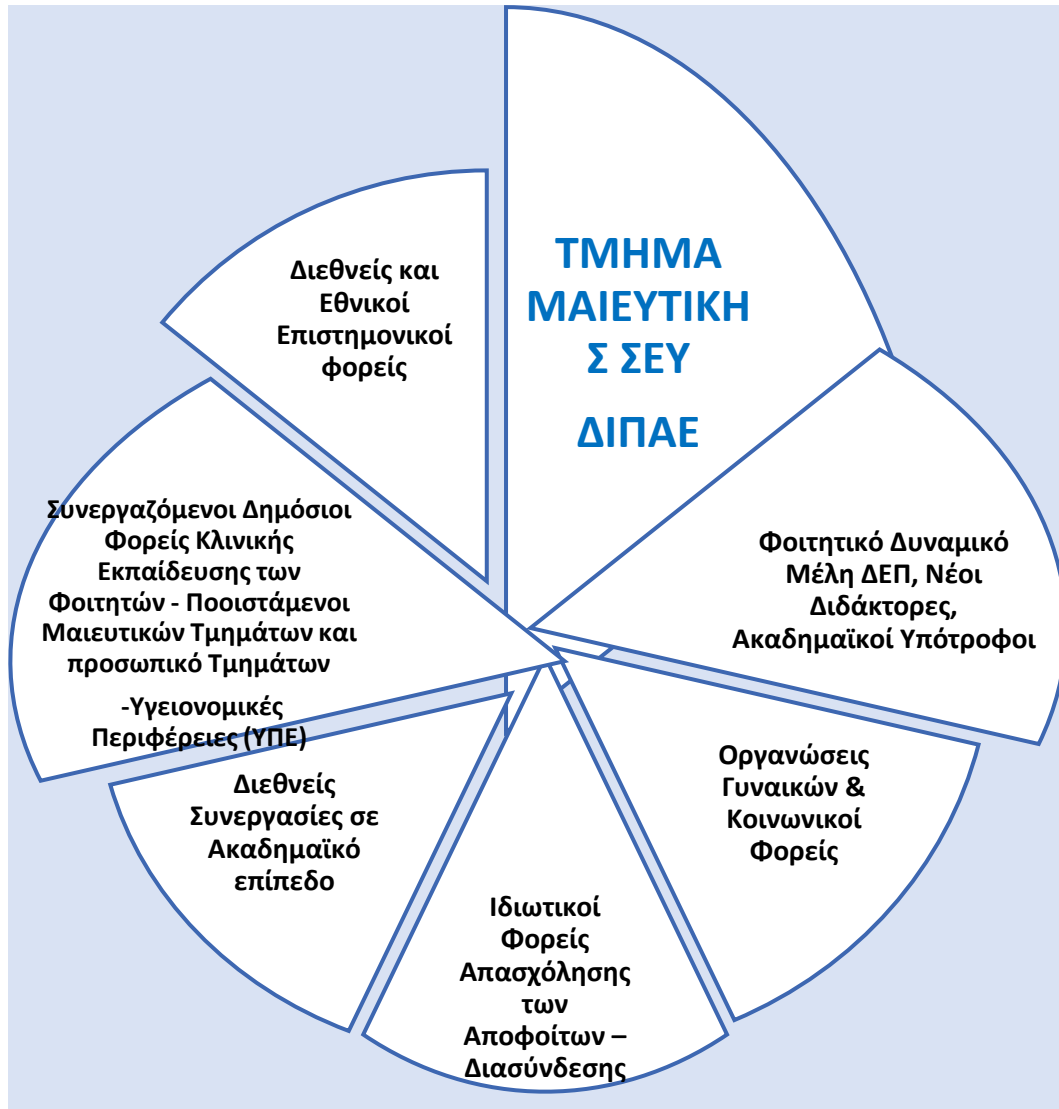 ΤΜΗΜΑ
ΜΑΙΕΥΤΙΚΗ
Σ ΣΕΥ
ΔΙΠΑΕ
Φοιτητικό Δυναμικό
Μέλη ΔΕΠ, Νέοι
Διδάκτορες,
Ακαδημαϊκοί Υπότροφοι
Οργανώσεις
Γυναικών &
Κοινωνικοί
Φορείς
Ιδιωτικοί
Φορείς
Απασχόλησης
των
Αποφοίτων –
Διασύνδεσης
Διεθνείς
Συνεργασίες σε
Ακαδημαϊκό
επίπεδο
Συνεργαζόμενοι Δημόσιοι
Φορείς Κλινικής
Εκπαίδευσης των
Φοιτητών - Ποοιστάμενοι
Μαιευτικών Τμημάτων και
προσωπικό Τμημάτων
-Υγειονομικές
Περιφέρειες (ΥΠΕ)
Διεθνείς και
Εθνικοί
Επιστημονικοί
φορείς